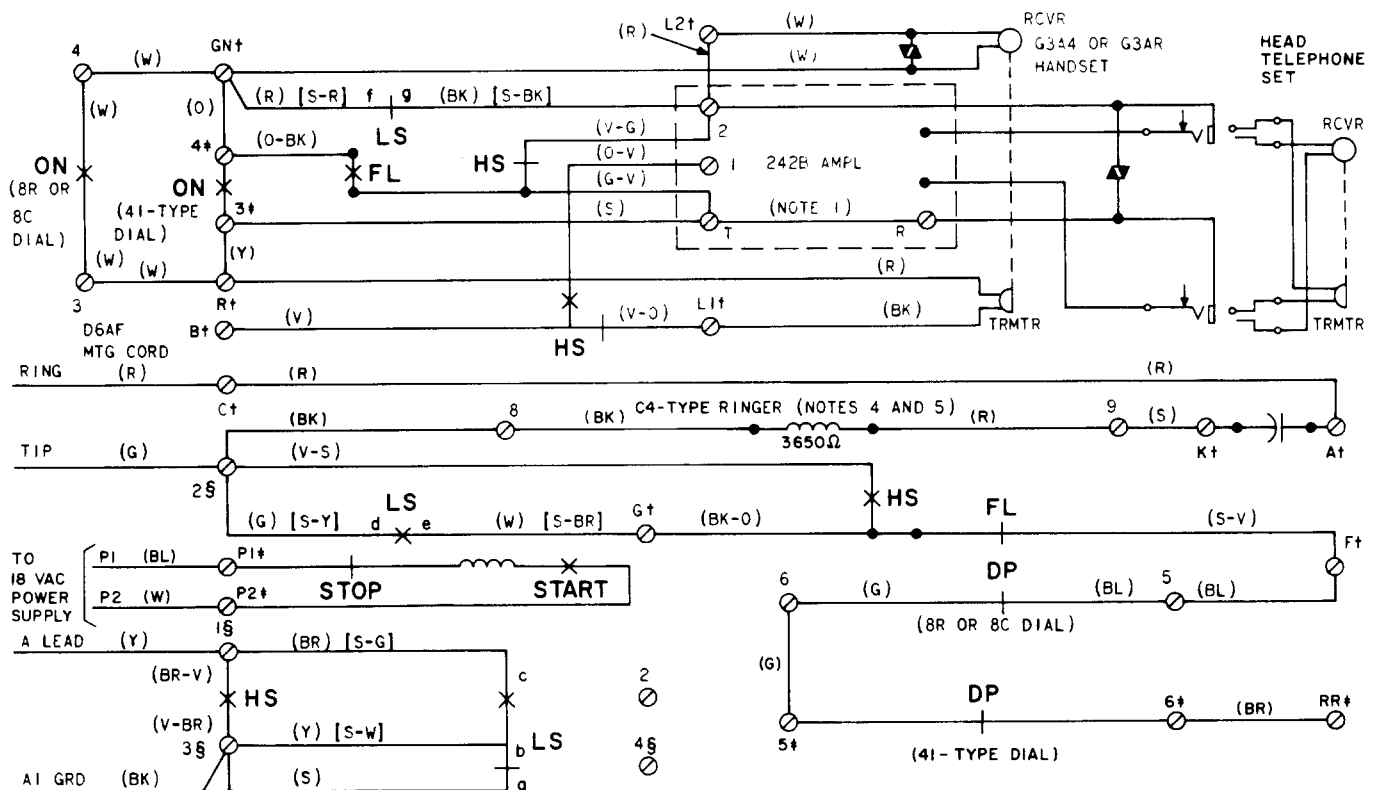 4 (W) GN† (R) L2† (W) RCVR
G3A4 OR G3AR
HANDSET
HEAD
TELEPHONE
SET
(W)
(W) (O) (R) [S-R] f g (BK) [S-BK]
LS
2
RCVR
4‡ (O-BK) (V-G)
FL HS (O-V) 1 242B AMPL
ON
(8R OR
8C
DIAL)
ON
(41-TYPE
DIAL)
(G-V)
3‡ (S) T (NOTE 1) R
(W) (W) (Y) (R)
3 R†
D6AF
MTG CORD
B† (V) HS (V-O) L1† (BK) TRMTR TRMTR
RING (R) (R) (R)
C†
(BK) 8 (BK) C4-TYPE RINGER (NOTES 4 AND 5) (R) 9 (S)
3650Ω K† A†
TIP (G) (V-S)
2§ HS
LS
(G) [S-Y] d e (W) [S-BR] G† (BK-O) FL (S-V)
F†
TO
18 VAC
POWER
SUPPLY
P1 (BL) P1‡
STOP START
P2 (W) P2‡
6 (G) DP (BL) 5 (BL)
(8R OR 8C DIAL)
1§
A LEAD (Y) (BR) [S-G]
(BR-V) c 2 (G)
HS
(V-BR) (Y) [S-W]
3§ b LS 4§
5‡ DP 6‡ (BR) RR‡
(41-TYPE DIAL)
A1 GRD (BK) (S) a